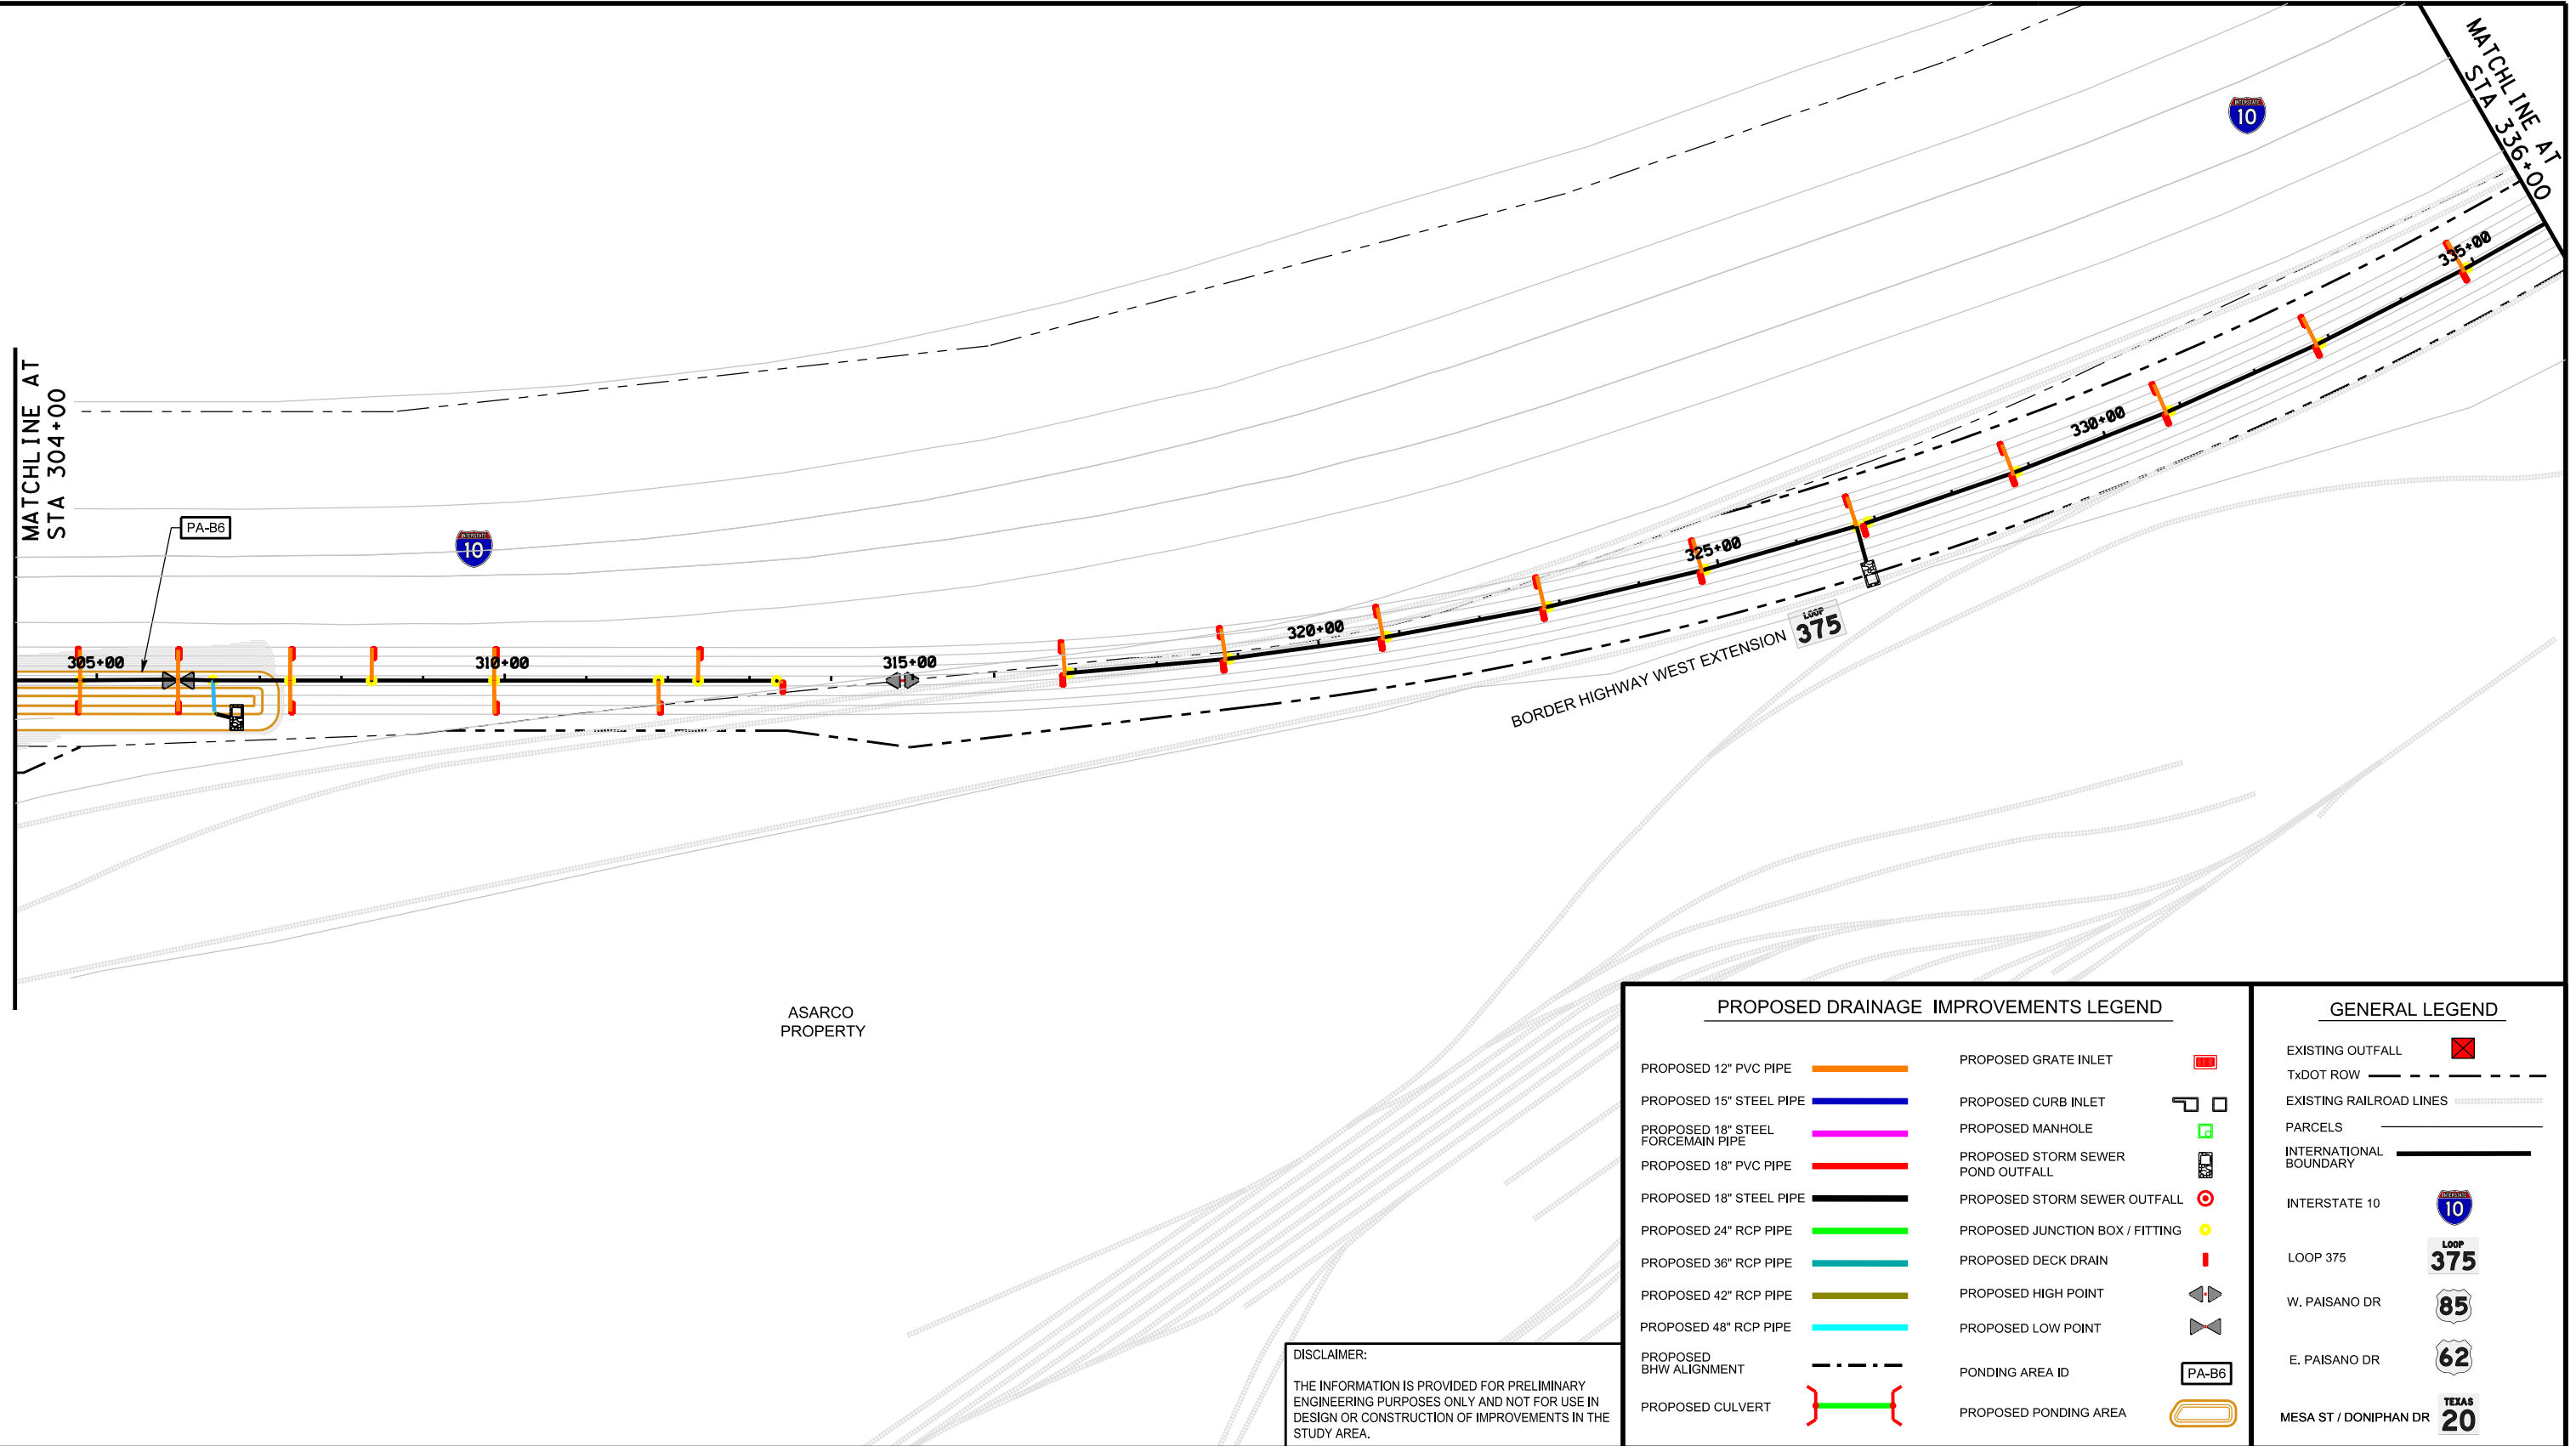 MATCHLINE AT
STA 336+00
INTERSTATE
10
335+00
MATCHLINE AT
STA 304+00
330+00
PA-B6
INTERSTATE
10
325+00
320+00
LOOP
375
BORDER HIGHWAY WEST EXTENSION
305+00
310+00
315+00
ASARCO
PROPERTY
PROPOSED DRAINAGE IMPROVEMENTS LEGEND
PROPOSED 12" PVC PIPE
PROPOSED 15" STEEL PIPE
PROPOSED 18" STEEL
FORCEMAIN PIPE
PROPOSED 18" PVC PIPE
PROPOSED 18" STEEL PIPE
PROPOSED 24" RCP PIPE
PROPOSED 36" RCP PIPE
PROPOSED 42" RCP PIPE
PROPOSED 48" RCP PIPE
PROPOSED
BHW ALIGNMENT
PROPOSED CULVERT
PROPOSED GRATE INLET
PROPOSED CURB INLET
PROPOSED MANHOLE
PROPOSED STORM SEWER
POND OUTFALL
PROPOSED STORM SEWER OUTFALL
PROPOSED JUNCTION BOX / FITTING
PROPOSED DECK DRAIN
PROPOSED HIGH POINT
PROPOSED LOW POINT
PONDING AREA ID
PA-B6
PROPOSED PONDING AREA
GENERAL LEGEND
EXISTING OUTFALL
TxDOT ROW
EXISTING RAILROAD LINES
PARCELS
INTERNATIONAL
BOUNDARY
INTERSTATE 10
INTERSTATE
10
LOOP 375
LOOP
375
W. PAISANO DR
85
E. PAISANO DR
62
MESA ST / DONIPHAN DR
TEXAS
20
DISCLAIMER:
THE INFORMATION IS PROVIDED FOR PRELIMINARY
ENGINEERING PURPOSES ONLY AND NOT FOR USE IN
DESIGN OR CONSTRUCTION OF IMPROVEMENTS IN THE
STUDY AREA.